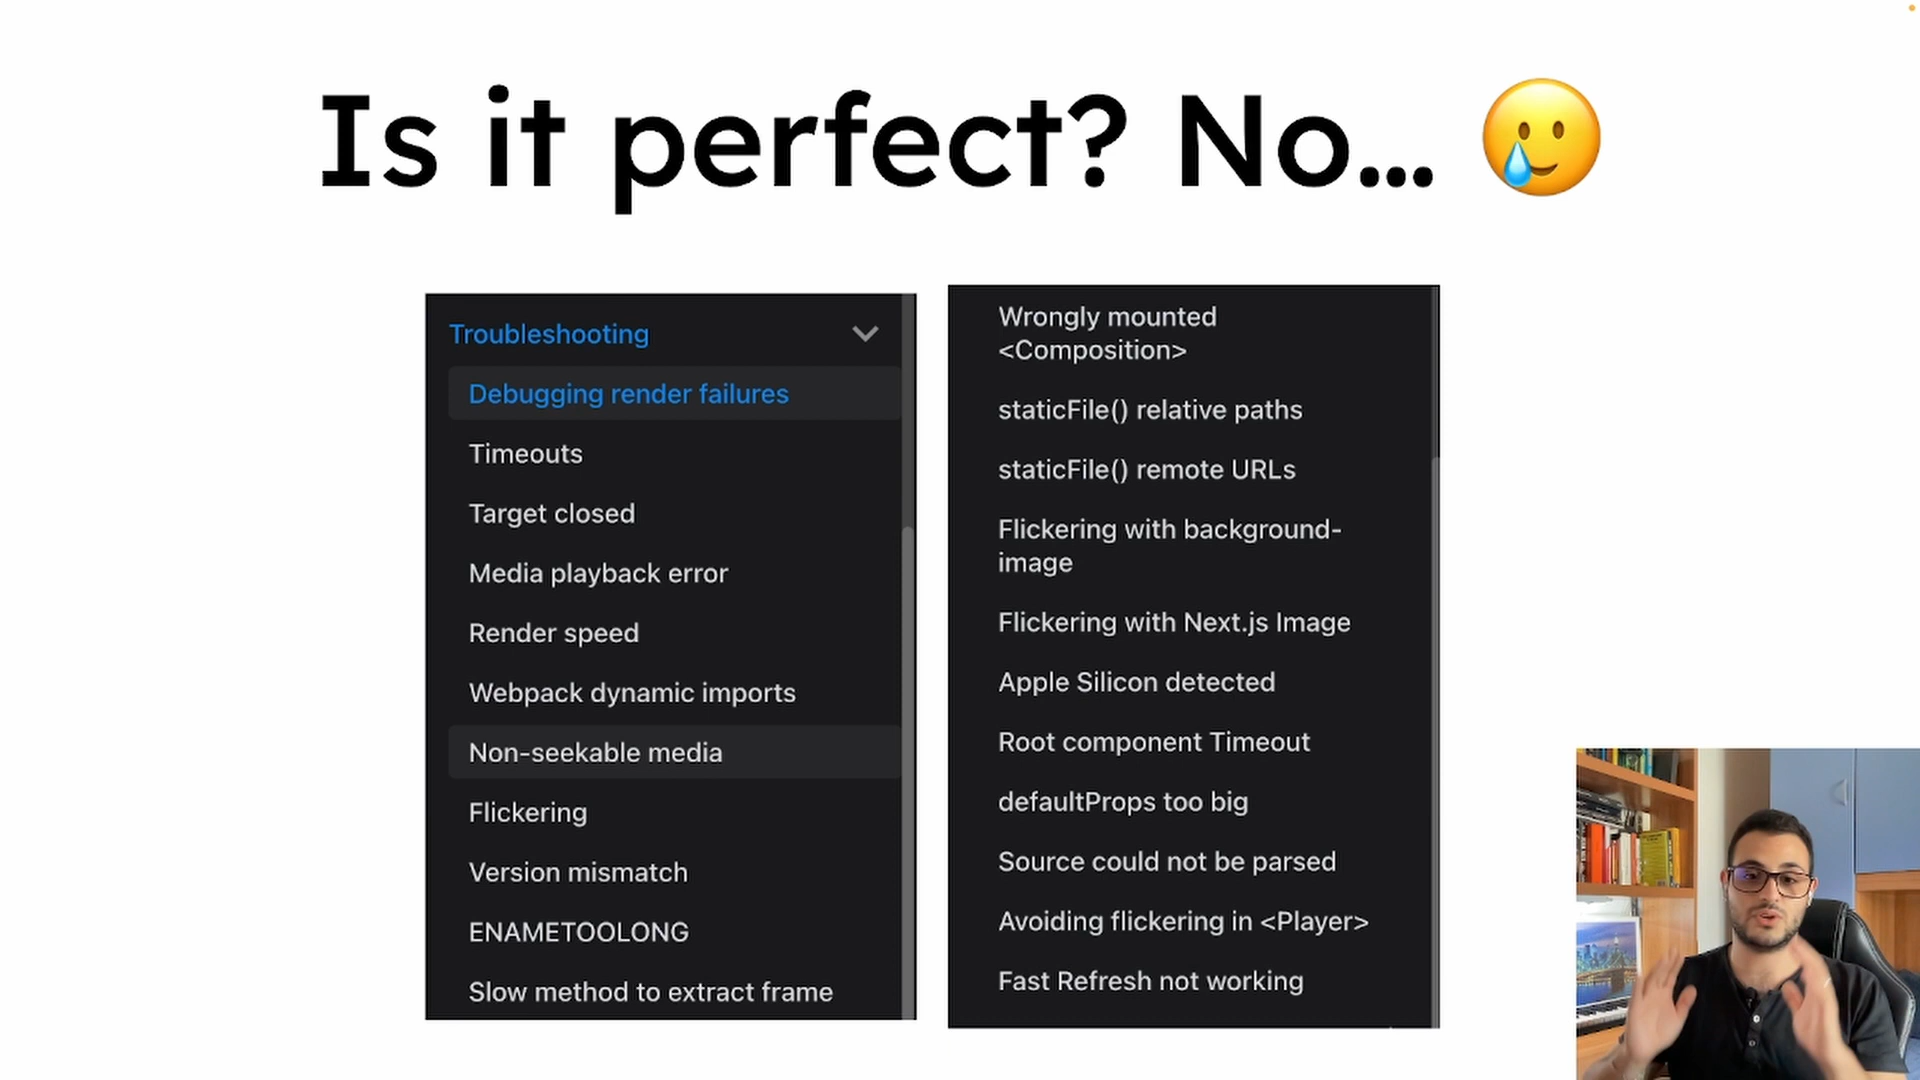 Is it perfect? No... 🥲
Troubleshooting
Debugging render failures
Timeouts
Target closed
Media playback error
Render speed
Webpack dynamic imports
Non-seekable media
Flickering
Version mismatch
ENAMETOOLONG
Slow method to extract frame
Wrongly mounted
<Composition>
staticFile() relative paths
staticFile() remote URLs
Flickering with background-
image
Flickering with Next.js Image
Apple Silicon detected
Root component Timeout
defaultProps too big
Source could not be parsed
Avoiding flickering in <Player>
Fast Refresh not working